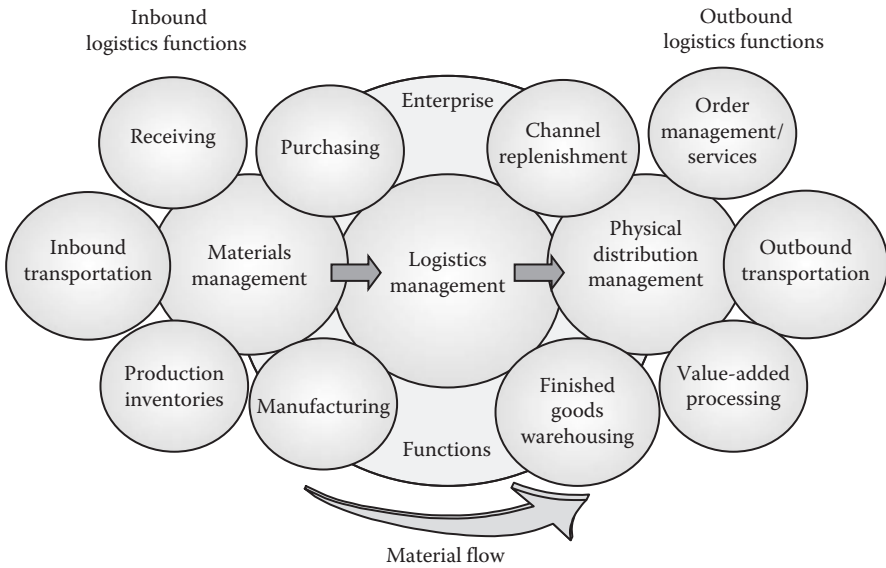 Inbound
logistics functions
Outbound
logistics functions
Enterprise
Receiving
Purchasing
Channel
replenishment
Order
management/
services
Inbound
transportation
Materials
management
Logistics
management
Physical
distribution
management
Outbound
transportation
Production
inventories
Manufacturing
Finished
goods
warehousing
Value-added
processing
Functions
Material flow